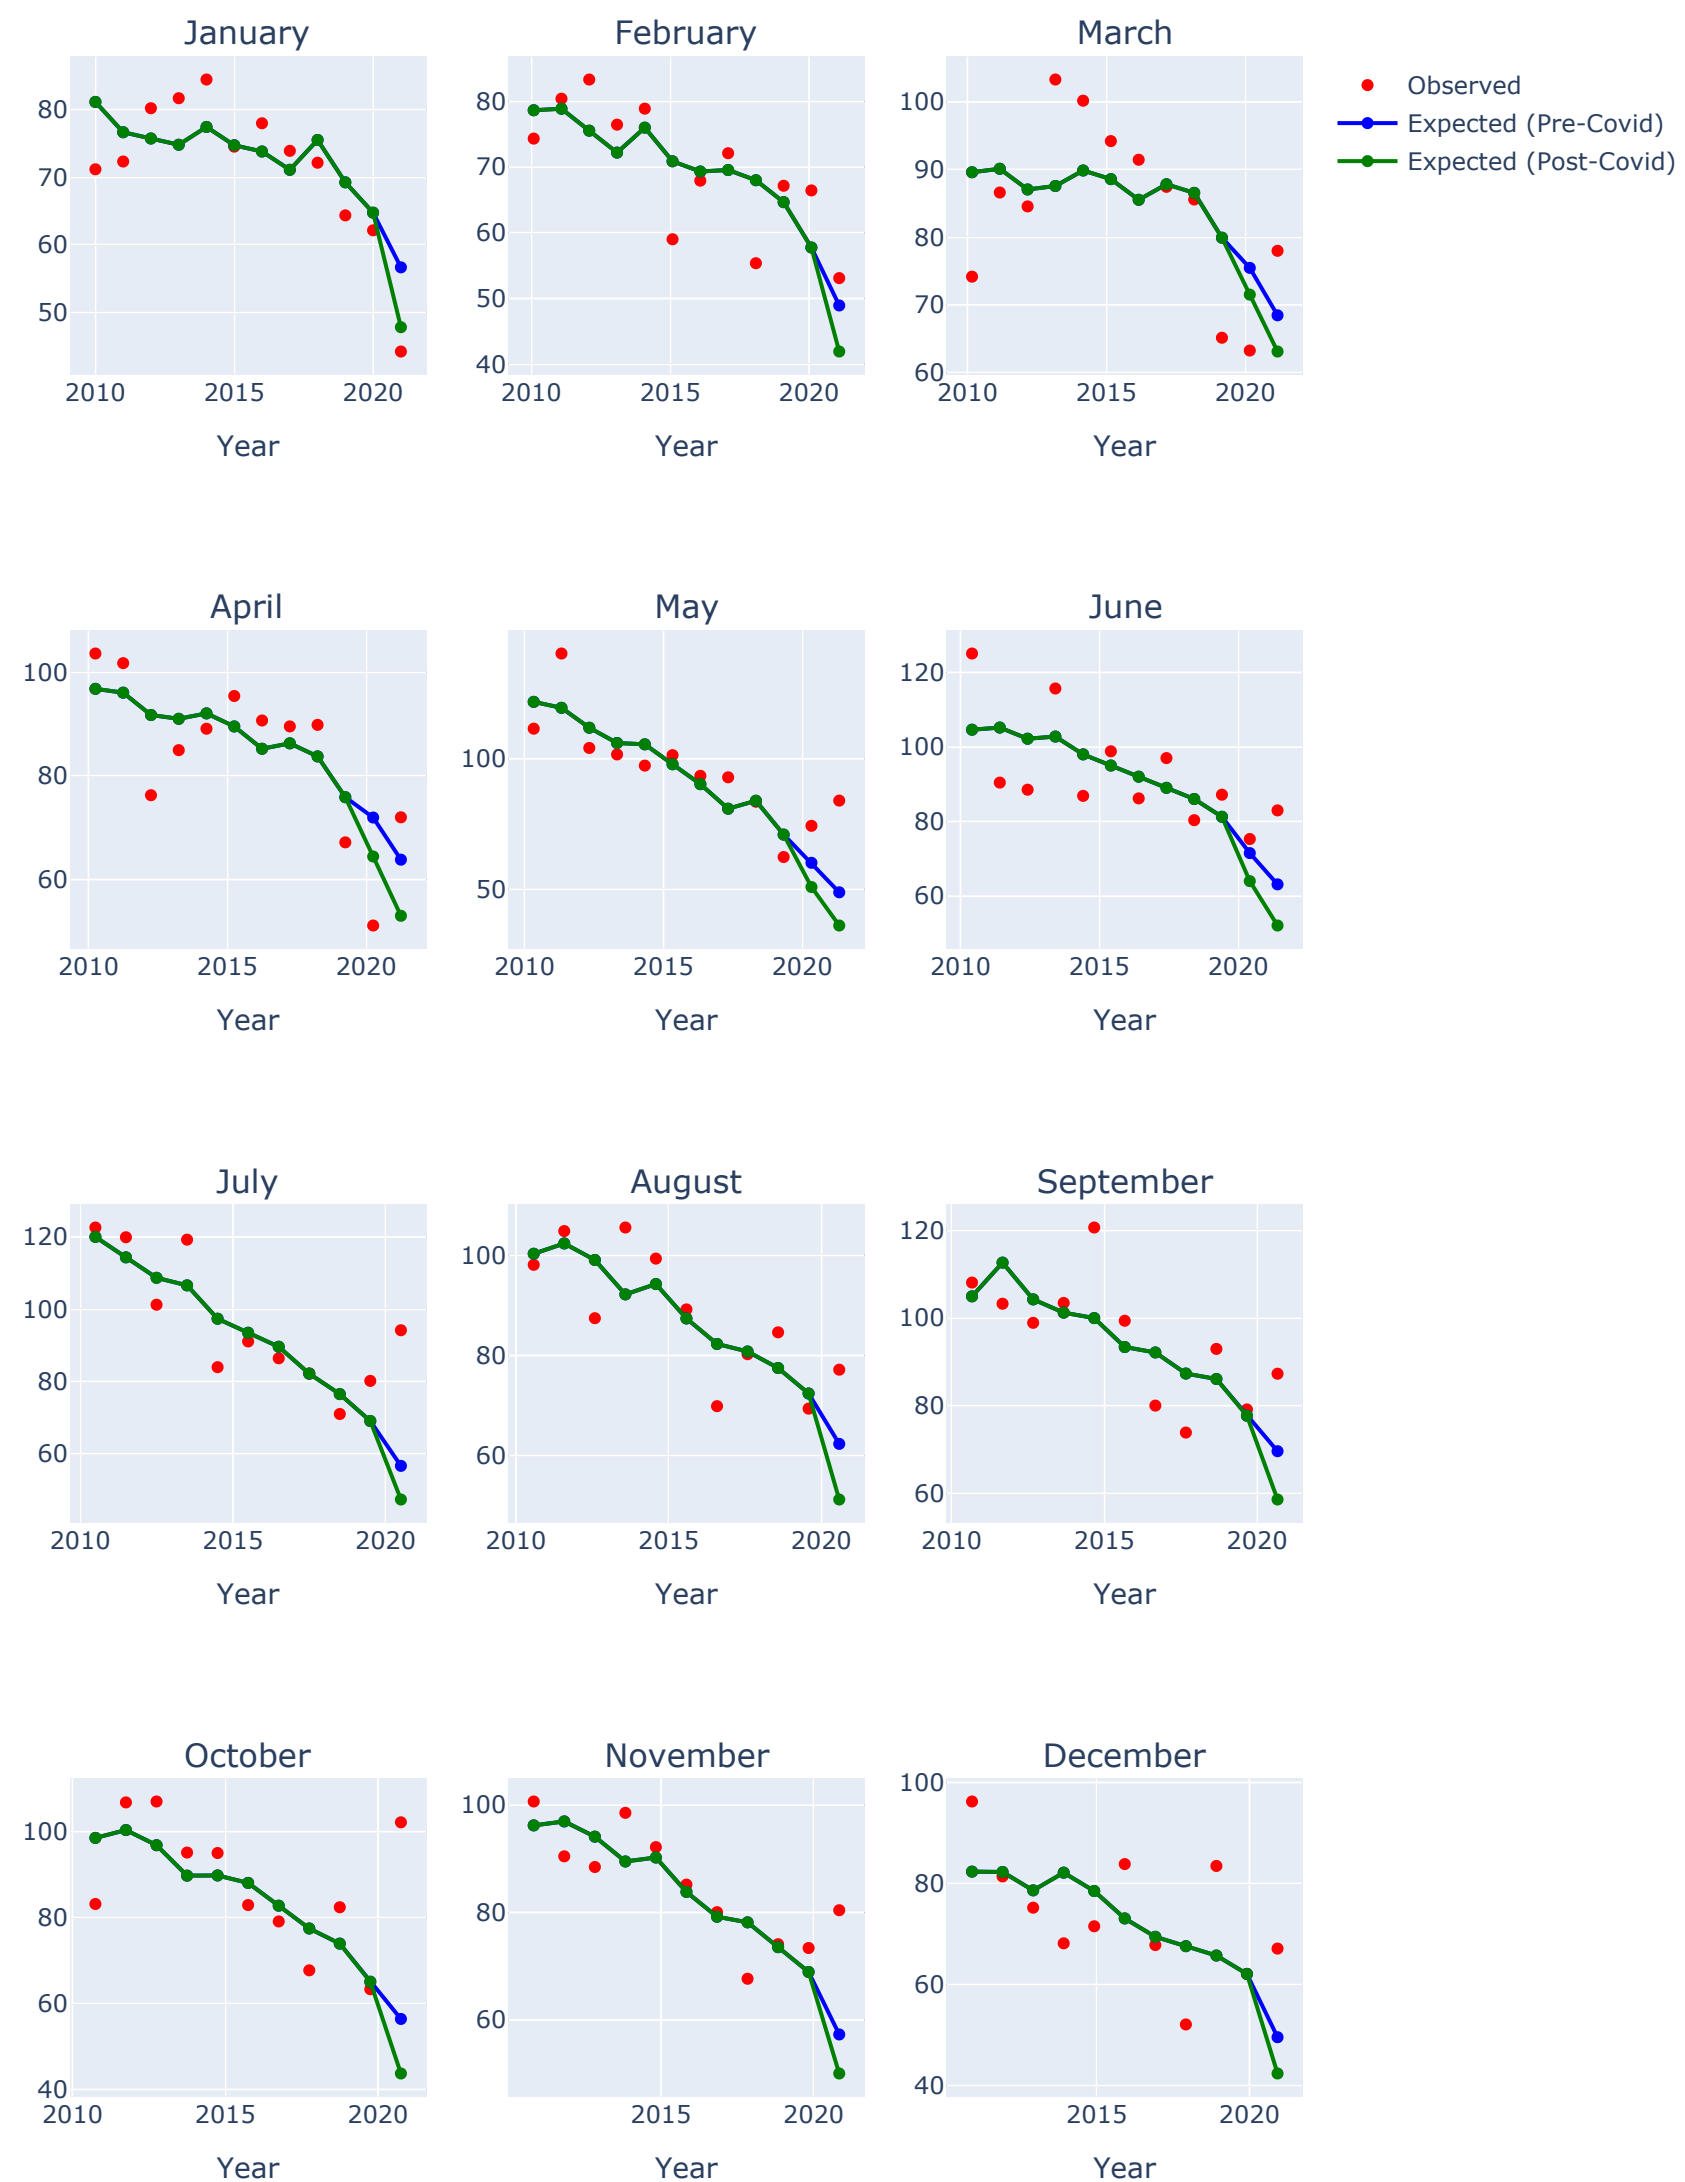 January
February
March
Observed
Expected (Pre-Covid)
Expected (Post-Covid)
80
70
60
50
2010
2015
2020
Year
80
70
60
50
40
2010
2015
2020
Year
100
90
80
70
60
2010
2015
2020
Year
April
May
June
100
80
60
2010
2015
2020
Year
100
50
2010
2015
2020
Year
120
100
80
60
2010
2015
2020
Year
July
August
September
120
100
80
60
2010
2015
2020
Year
100
80
60
2010
2015
2020
Year
120
100
80
60
2010
2015
2020
Year
October
November
December
100
80
60
40
2010
2015
2020
Year
100
80
60
2015
2020
Year
100
80
60
40
2015
2020
Year